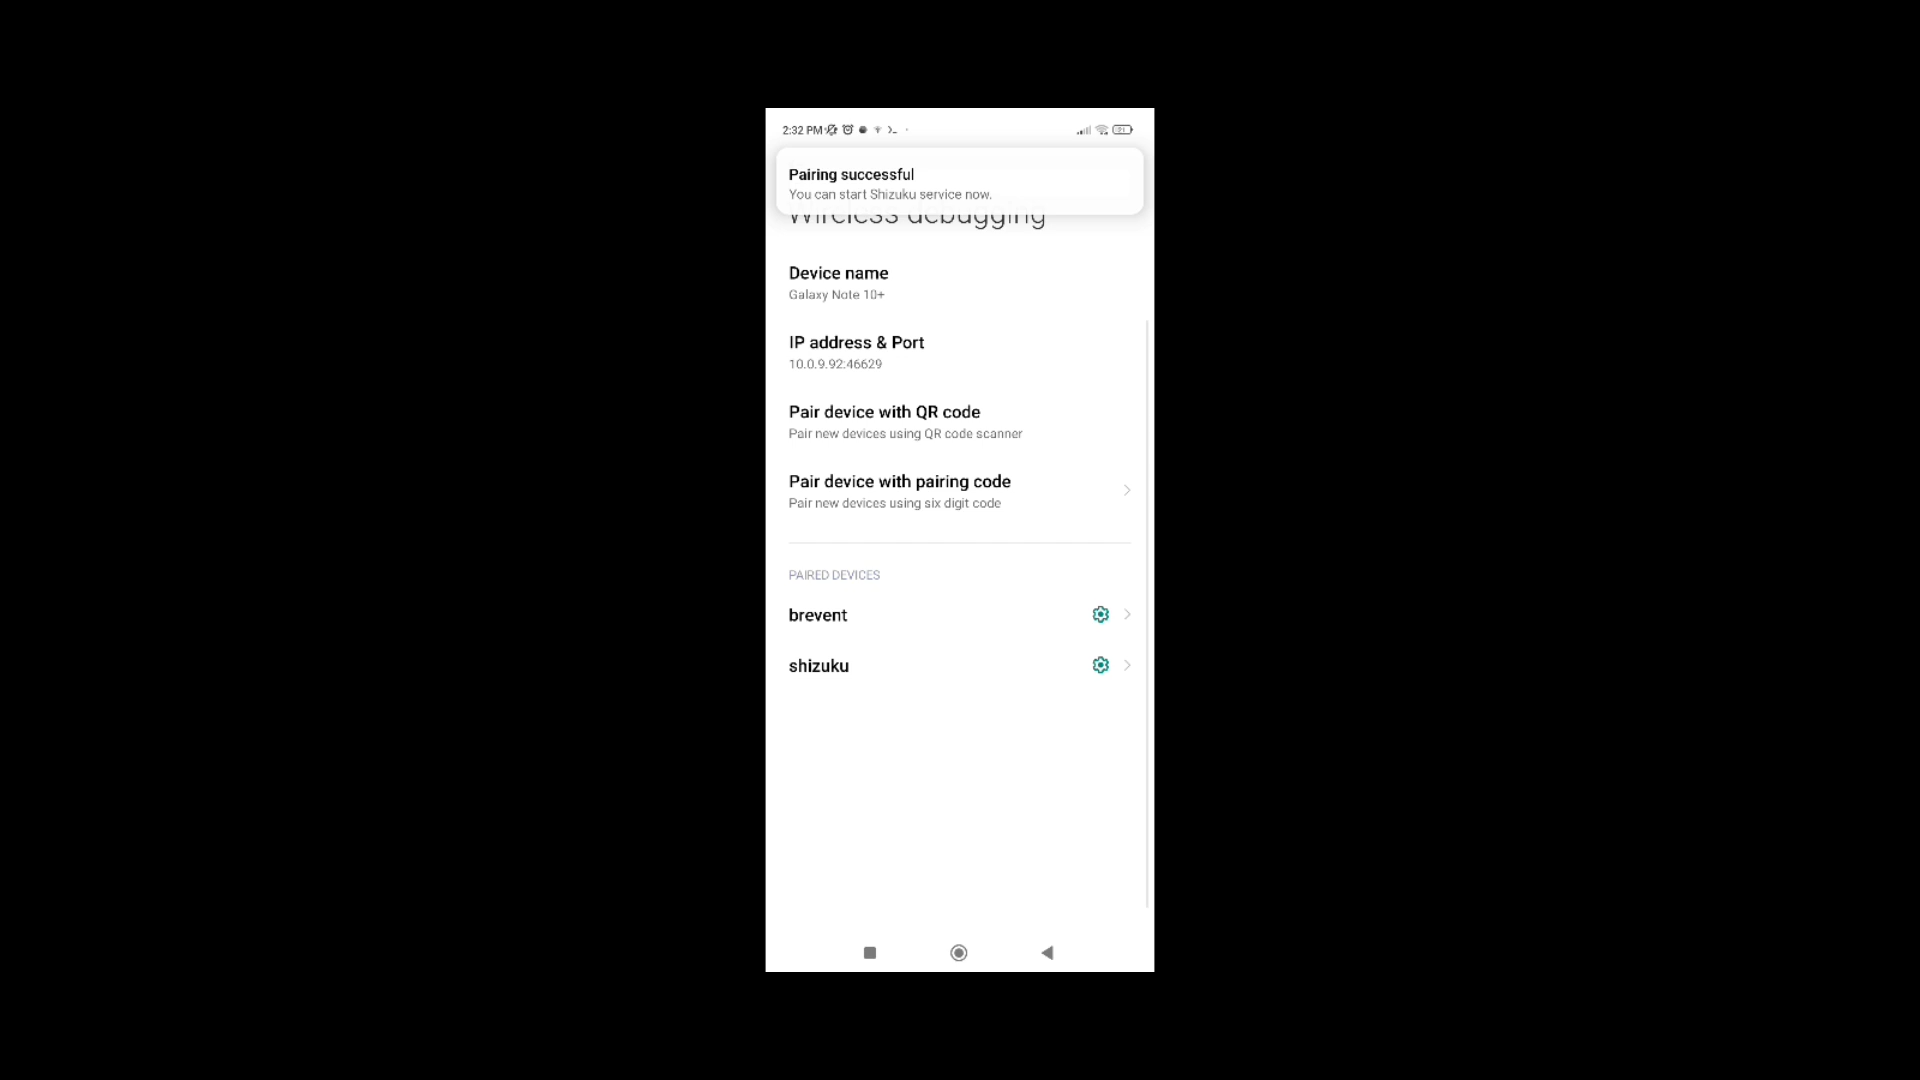 2:32 PM
Pairing successful
You can start Shizuku service now.
Wireless debugging
Device name
Galaxy Note 10+
IP address & Port
10.0.9.92:46629
Pair device with QR code
Pair new devices using QR code scanner
Pair device with pairing code
Pair new devices using six digit code
PAIRED DEVICES
brevent
shizuku